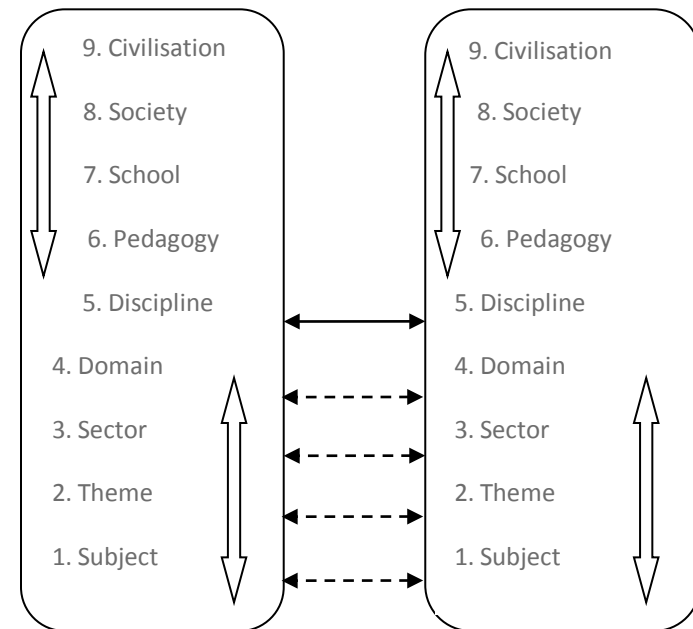 9. Civilisation
8. Society
7. School
6. Pedagogy
5. Discipline
4. Domain
3. Sector
2. Theme
1. Subject
9. Civilisation
8. Society
7. School
6. Pedagogy
5. Discipline
4. Domain
3. Sector
2. Theme
1. Subject